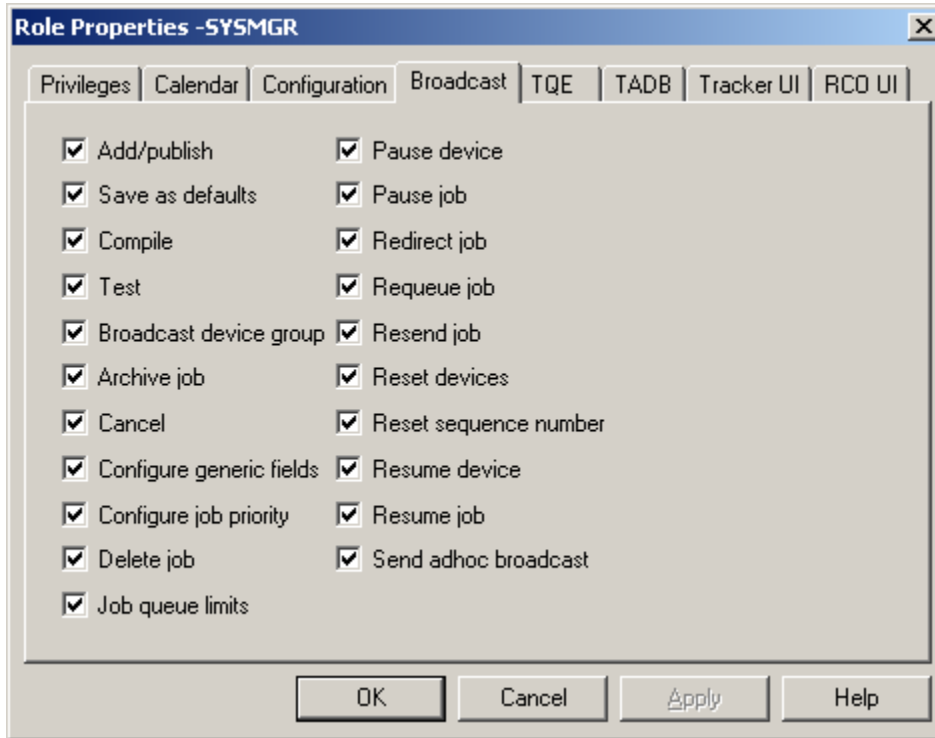 Role Properties -SYSMGR
Privileges Calendar Configuration Broadcast TQE TADB Tracker UI RCO UI
Add/publish Pause device
Save as defaults Pause job
Compile Redirect job
Test Requeue job
Broadcast device group Resend job
Archive job Reset devices
Cancel Reset sequence number
Configure generic fields Resume device
Configure job priority Resume job
Delete job Send adhoc broadcast
Job queue limits
OK Cancel Apply Help